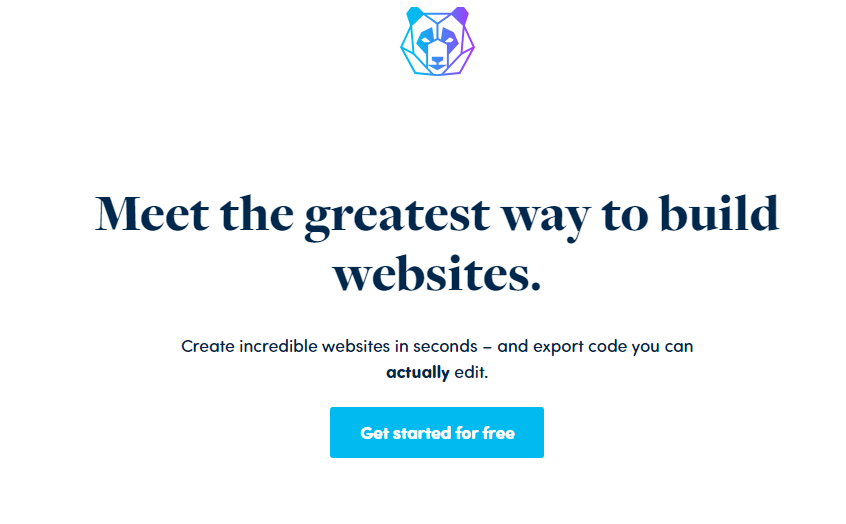 Meet the greatest way to build
websites.
Create incredible websites in seconds – and export code you can
actually edit.
Get started for free